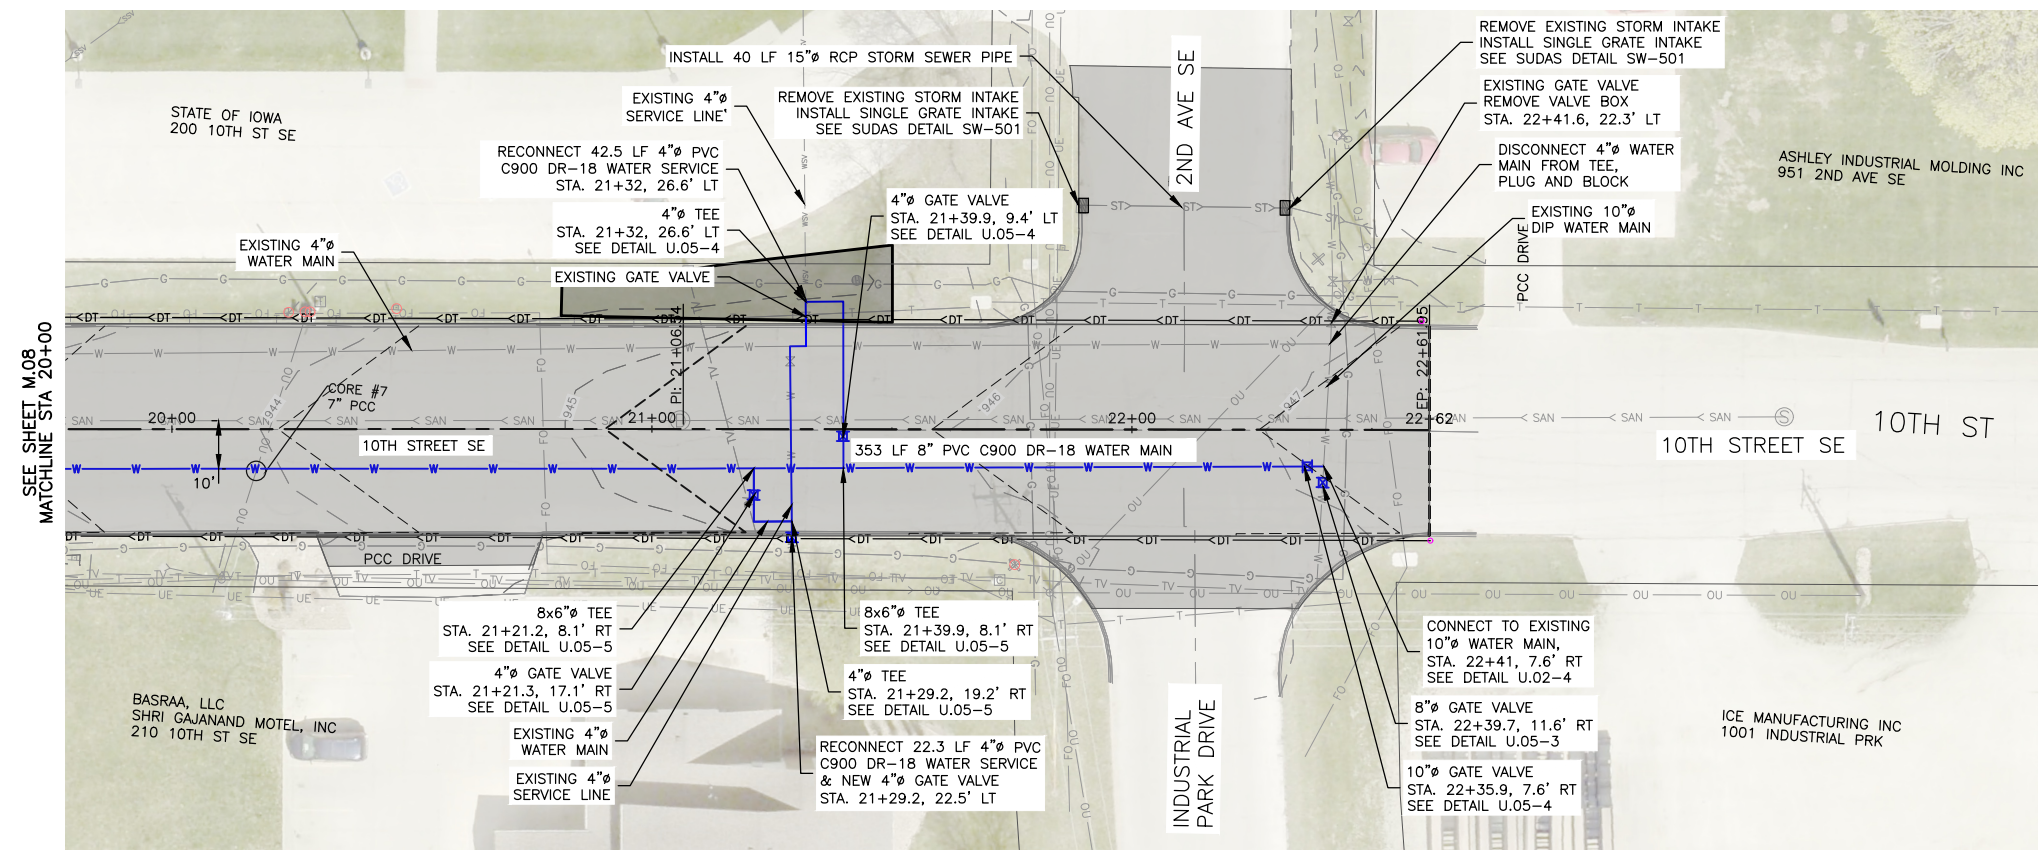 INSTALL 40 LF 15"ø RCP STORM SEWER PIPE
REMOVE EXISTING STORM INTAKE
INSTALL SINGLE GRATE INTAKE
SEE SUDAS DETAIL SW-501
2ND AVE SE
REMOVE EXISTING STORM INTAKE
INSTALL SINGLE GRATE INTAKE
SEE SUDAS DETAIL SW-501
EXISTING GATE VALVE
REMOVE VALVE BOX
STA. 22+41.6, 22.3' LT
DISCONNECT 4"ø WATER
MAIN FROM TEE,
PLUG AND BLOCK
EXISTING 10"ø
DIP WATER MAIN
PCC DRIVE
ASHLEY INDUSTRIAL MOLDING INC
951 2ND AVE SE
STATE OF IOWA
200 10TH ST SE
EXISTING 4"ø
SERVICE LINE
RECONNECT 42.5 LF 4"ø PVC
C900 DR-18 WATER SERVICE
STA. 21+32, 26.6' LT
4"ø TEE
STA. 21+32, 26.6' LT
SEE DETAIL U.05-4
EXISTING GATE VALVE
4"ø GATE VALVE
STA. 21+39.9, 9.4' LT
SEE DETAIL U.05-4
EXISTING 4"ø
WATER MAIN
SEE SHEET M.08
MATCHLINE STA 20+00
CORE #7
7" PCC
20+00
10'
1944
1945
946
947
PI: 21+06.54
21+00
22+00
EP: 22+61.95
22+62
10TH STREET SE
353 LF 8" PVC C900 DR-18 WATER MAIN
10TH STREET SE
10TH ST
PCC DRIVE
8x6"ø TEE
STA. 21+21.2, 8.1' RT
SEE DETAIL U.05-5
4"ø GATE VALVE
STA. 21+21.3, 17.1' RT
SEE DETAIL U.05-5
EXISTING 4"ø
WATER MAIN
EXISTING 4"ø
SERVICE LINE
8x6"ø TEE
STA. 21+39.9, 8.1' RT
SEE DETAIL U.05-5
4"ø TEE
STA. 21+29.2, 19.2' RT
SEE DETAIL U.05-5
RECONNECT 22.3 LF 4"ø PVC
C900 DR-18 WATER SERVICE
& NEW 4"ø GATE VALVE
STA. 21+29.2, 22.5' LT
INDUSTRIAL
PARK DRIVE
CONNECT TO EXISTING
10"ø WATER MAIN,
STA. 22+41, 7.6' RT
SEE DETAIL U.02-4
8"ø GATE VALVE
STA. 22+39.7, 11.6' RT
SEE DETAIL U.05-3
10"ø GATE VALVE
STA. 22+35.9, 7.6' RT
SEE DETAIL U.05-4
BASRAA, LLC
SHRI GAJANAND MOTEL, INC
210 10TH ST SE
ICE MANUFACTURING INC
1001 INDUSTRIAL PRK